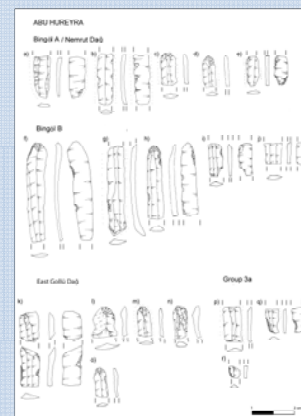 ABU HUREYRA
Bingöl A / Nemrut Dağ
a) b) c) d) e)
Bingöl B
f) g) h) i) j)
East Göllü Dağ
Group 3a
k) l) m) n) p) q)
o) r)